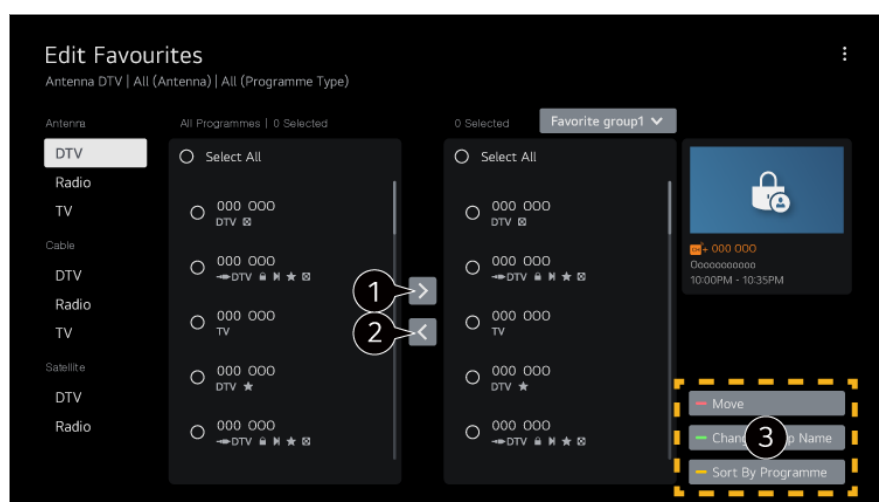 Edit Favourites
Antenna DTV | All (Antenna) | All (Programme Type)
Antenna
DTV
Radio
TV
Cable
DTV
Radio
TV
Satellite
DTV
Radio
All Programmes | 0 Selected
Select All
000 000
DTV
000 000
DTV
000 000
TV
000 000
DTV
000 000
DTV
1
2
0 Selected
Favorite group1
Select All
000 000
DTV
000 000
DTV
000 000
TV
000 000
DTV
000 000
DTV
+ 000 000
Ooooooooooo
10:00PM - 10:35PM
Move
3
Name
Sort By Programme